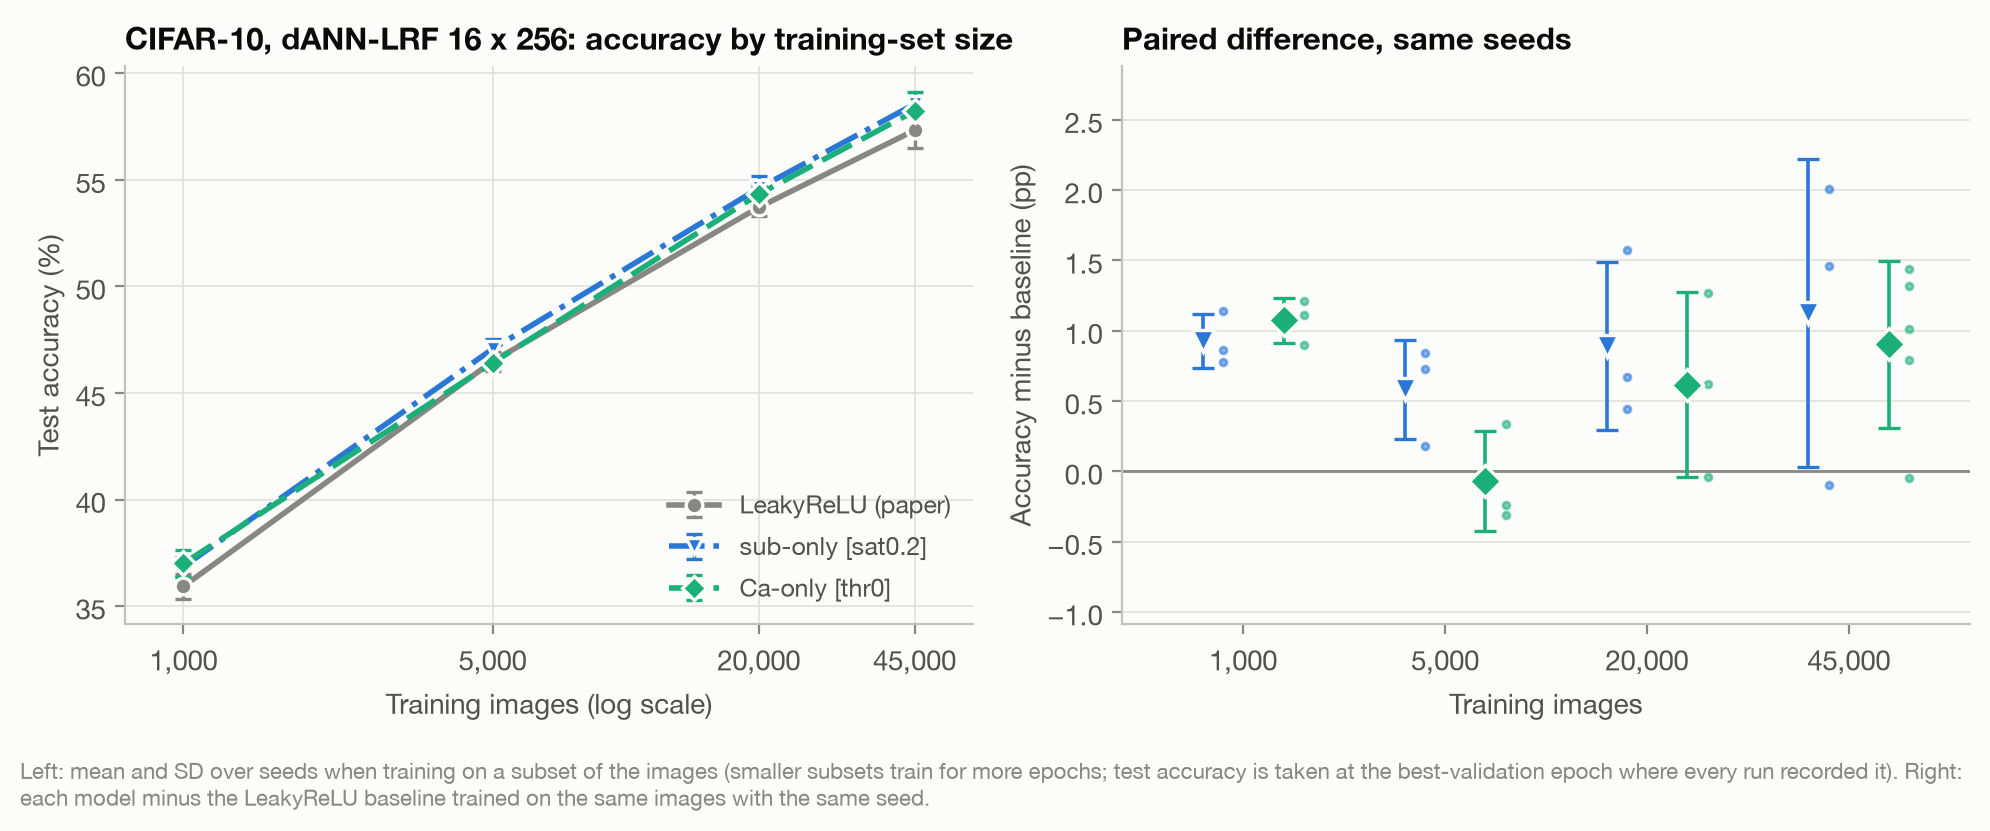 CIFAR-10, dANN-LRF 16 x 256: accuracy by training-set size
Test accuracy (%)
60
55
50
45
40
35
LeakyReLU (paper)
sub-only [sat0.2]
Ca-only [thr0]
1,000
5,000
20,000
45,000
Training images (log scale)
Paired difference, same seeds
Accuracy minus baseline (pp)
2.5
2.0
1.5
1.0
0.5
0.0
−0.5
−1.0
1,000
5,000
20,000
45,000
Training images
Left: mean and SD over seeds when training on a subset of the images (smaller subsets train for more epochs; test accuracy is taken at the best-validation epoch where every run recorded it). Right:
each model minus the LeakyReLU baseline trained on the same images with the same seed.